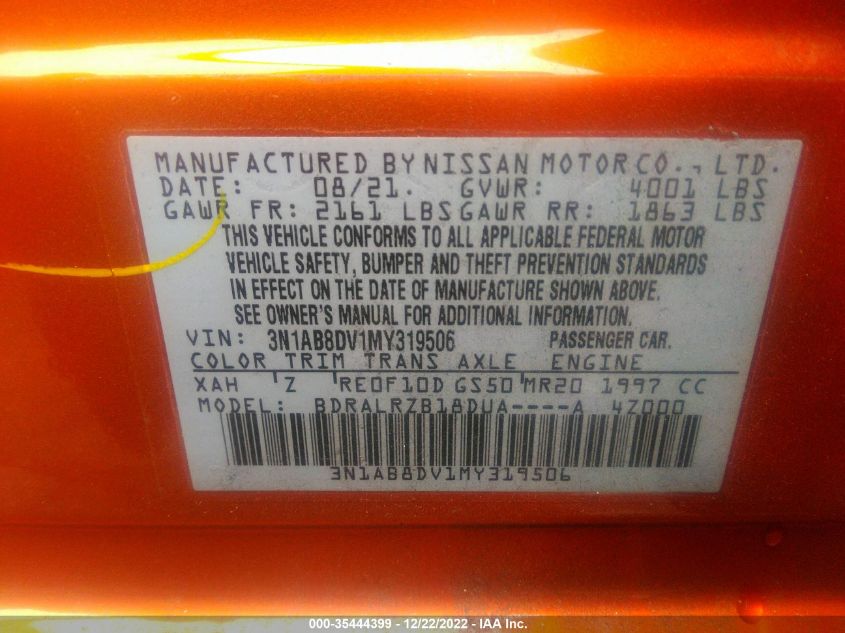 MANUFACTURED BY NISSAN MOTOR CO., LTD.
DATE: 08/21. GVWR: 4001 LBS
GAWR FR: 2161 LBS GAWR RR: 1863 LBS
THIS VEHICLE CONFORMS TO ALL APPLICABLE FEDERAL MOTOR
VEHICLE SAFETY, BUMPER AND THEFT PREVENTION STANDARDS
IN EFFECT ON THE DATE OF MANUFACTURE SHOWN ABOVE.
SEE OWNER'S MANUAL FOR ADDITIONAL INFORMATION.
VIN: 3N1AB8DV1MY319506 PASSENGER CAR.
COLOR TRIM TRANS AXLE ENGINE
XAH Z RE0F10D GS50 MR20 1997 CC
MODEL: BDRALRZB18DUA----A 4Z000
3N1AB8DV1MY319506
000-35444399 - 12/22/2022 - IAA Inc.